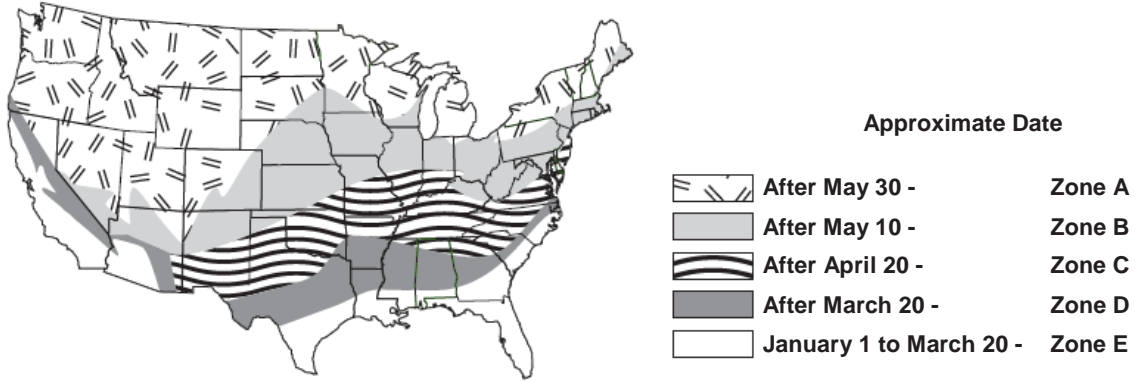 Approximate Date
After May 30 - Zone A
After May 10 - Zone B
After April 20 - Zone C
After March 20 - Zone D
January 1 to March 20 - Zone E